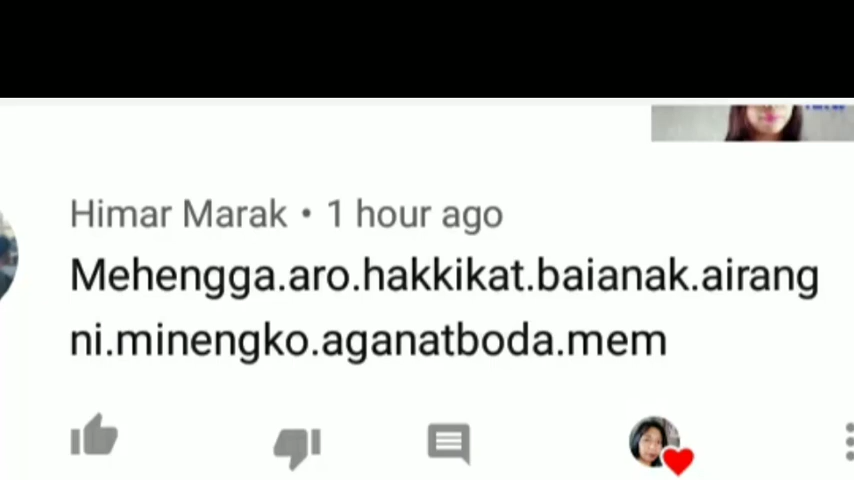 Himar Marak • 1 hour ago
Mehengga.aro.hakkikat.baianak.airang
ni.minengko.aganatboda.mem